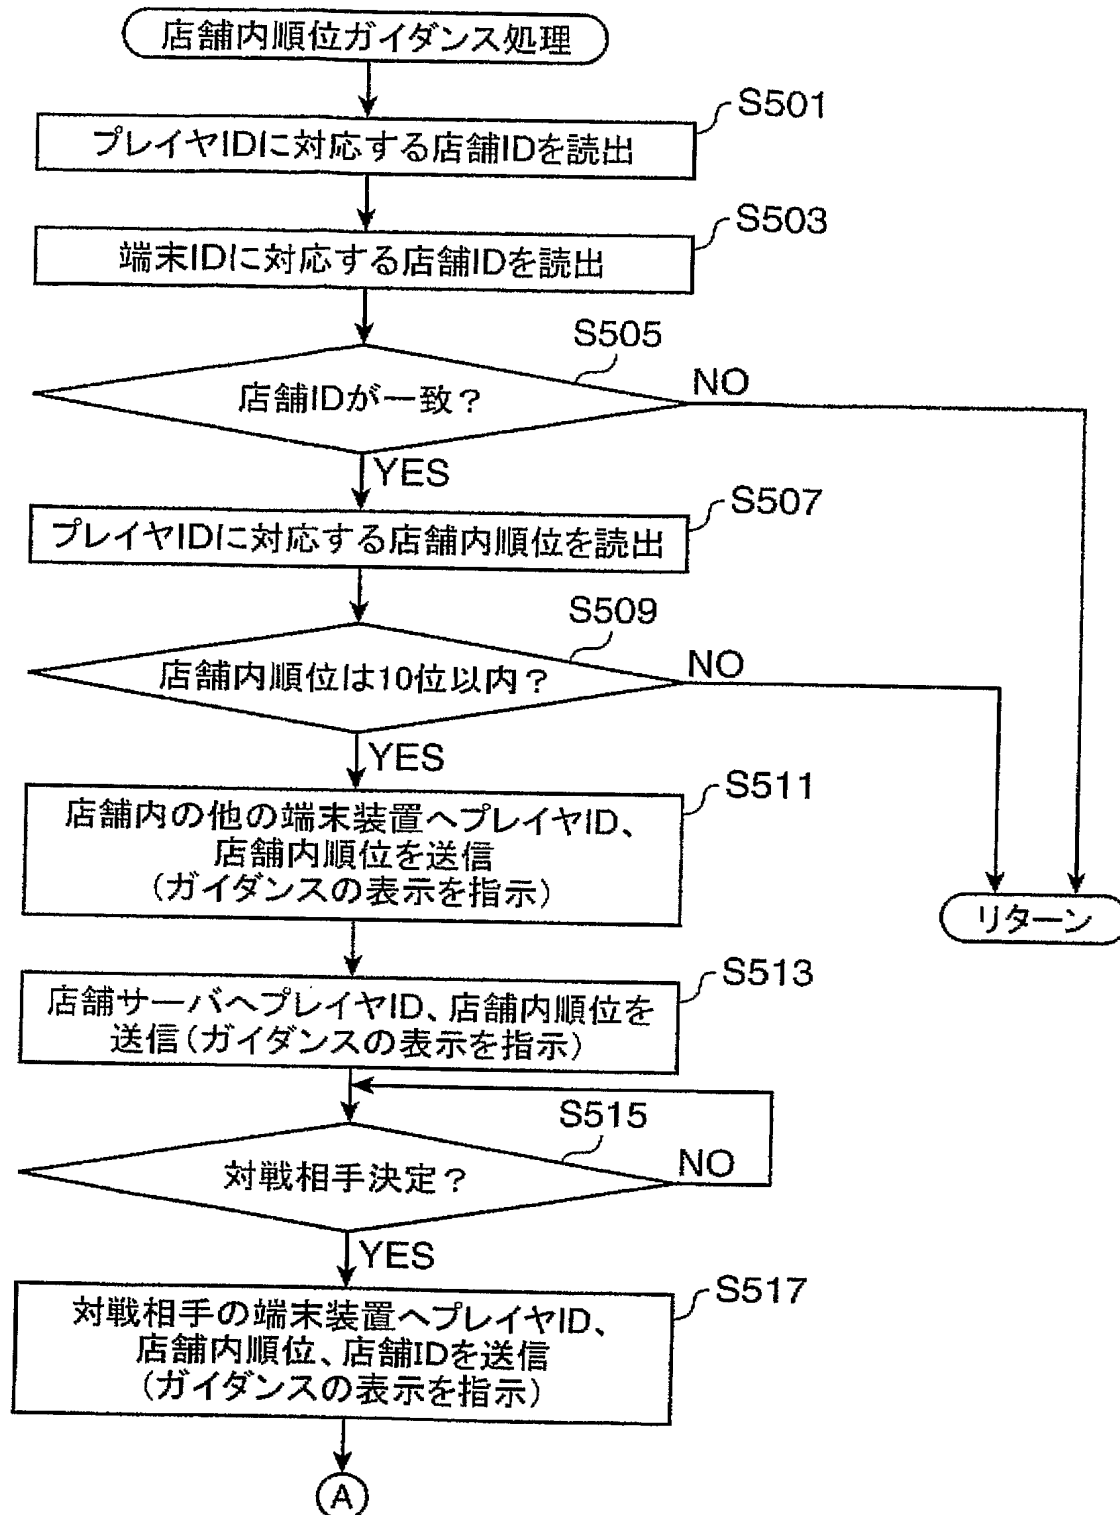 店舗内順位ガイダンス処理
S501
プレイヤIDに対応する店舗IDを読出
S503
端末IDに対応する店舗IDを読出
S505
店舗IDが一致？
NO
YES
S507
プレイヤIDに対応する店舗内順位を読出
S509
店舗内順位は10位以内？
NO
YES
S511
店舗内の他の端末装置へプレイヤID、
店舗内順位を送信
（ガイダンスの表示を指示）
リターン
S513
店舗サーバへプレイヤID、店舗内順位を
送信（ガイダンスの表示を指示）
S515
対戦相手決定？
NO
YES
S517
対戦相手の端末装置へプレイヤID、
店舗内順位、店舗IDを送信
（ガイダンスの表示を指示）
A